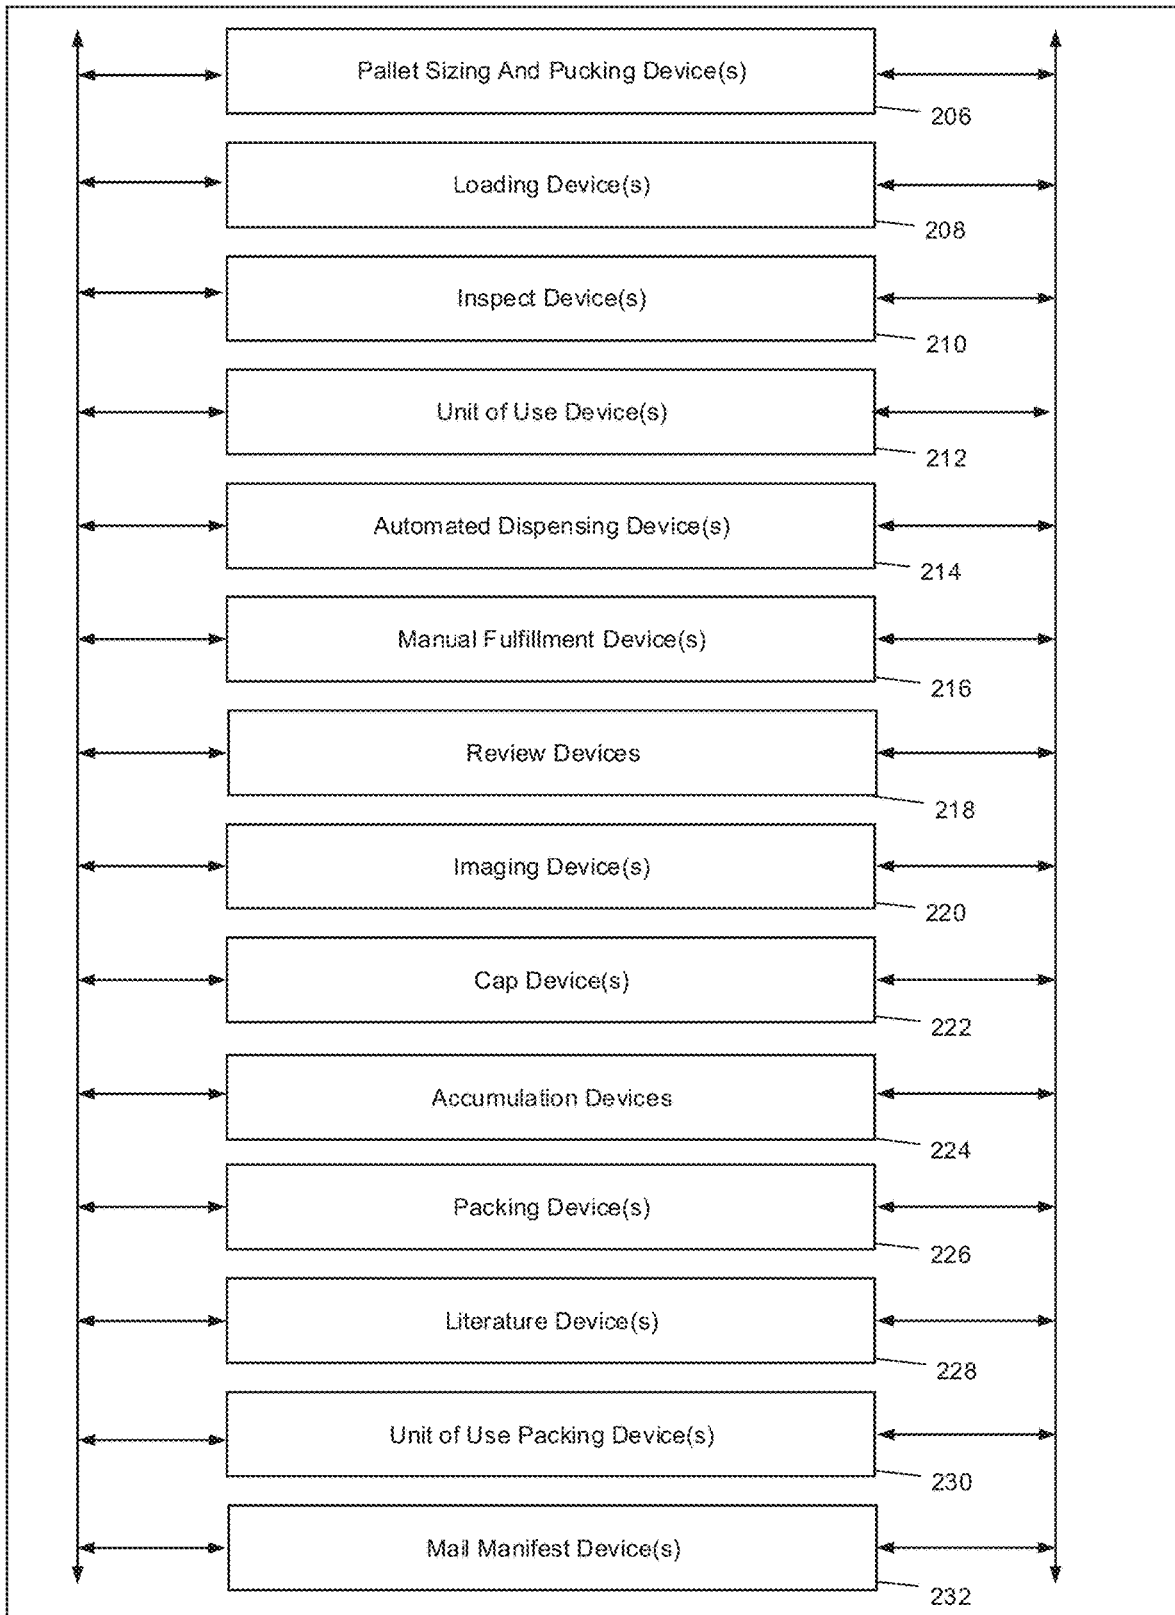 Pallet Sizing And Pucking Device(s)
206
Loading Device(s)
208
Inspect Device(s)
210
Unit of Use Device(s)
212
Automated Dispensing Device(s)
214
Manual Fulfillment Device(s)
216
Review Devices
218
Imaging Device(s)
220
Cap Device(s)
222
Accumulation Devices
224
Packing Device(s)
226
Literature Device(s)
228
Unit of Use Packing Device(s)
230
Mail Manifest Device(s)
232